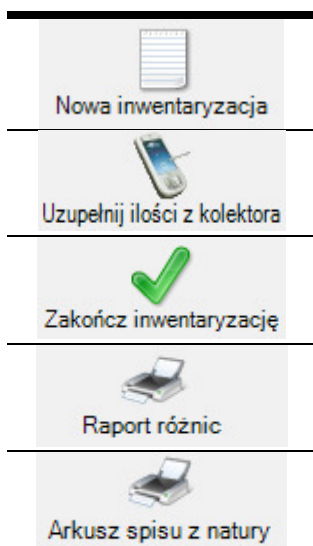 Nowa inwentaryzacja
Uzupełnij ilości z kolektora
Zakończ inwentaryzację
Raport różnic
Arkusz spisu z natury